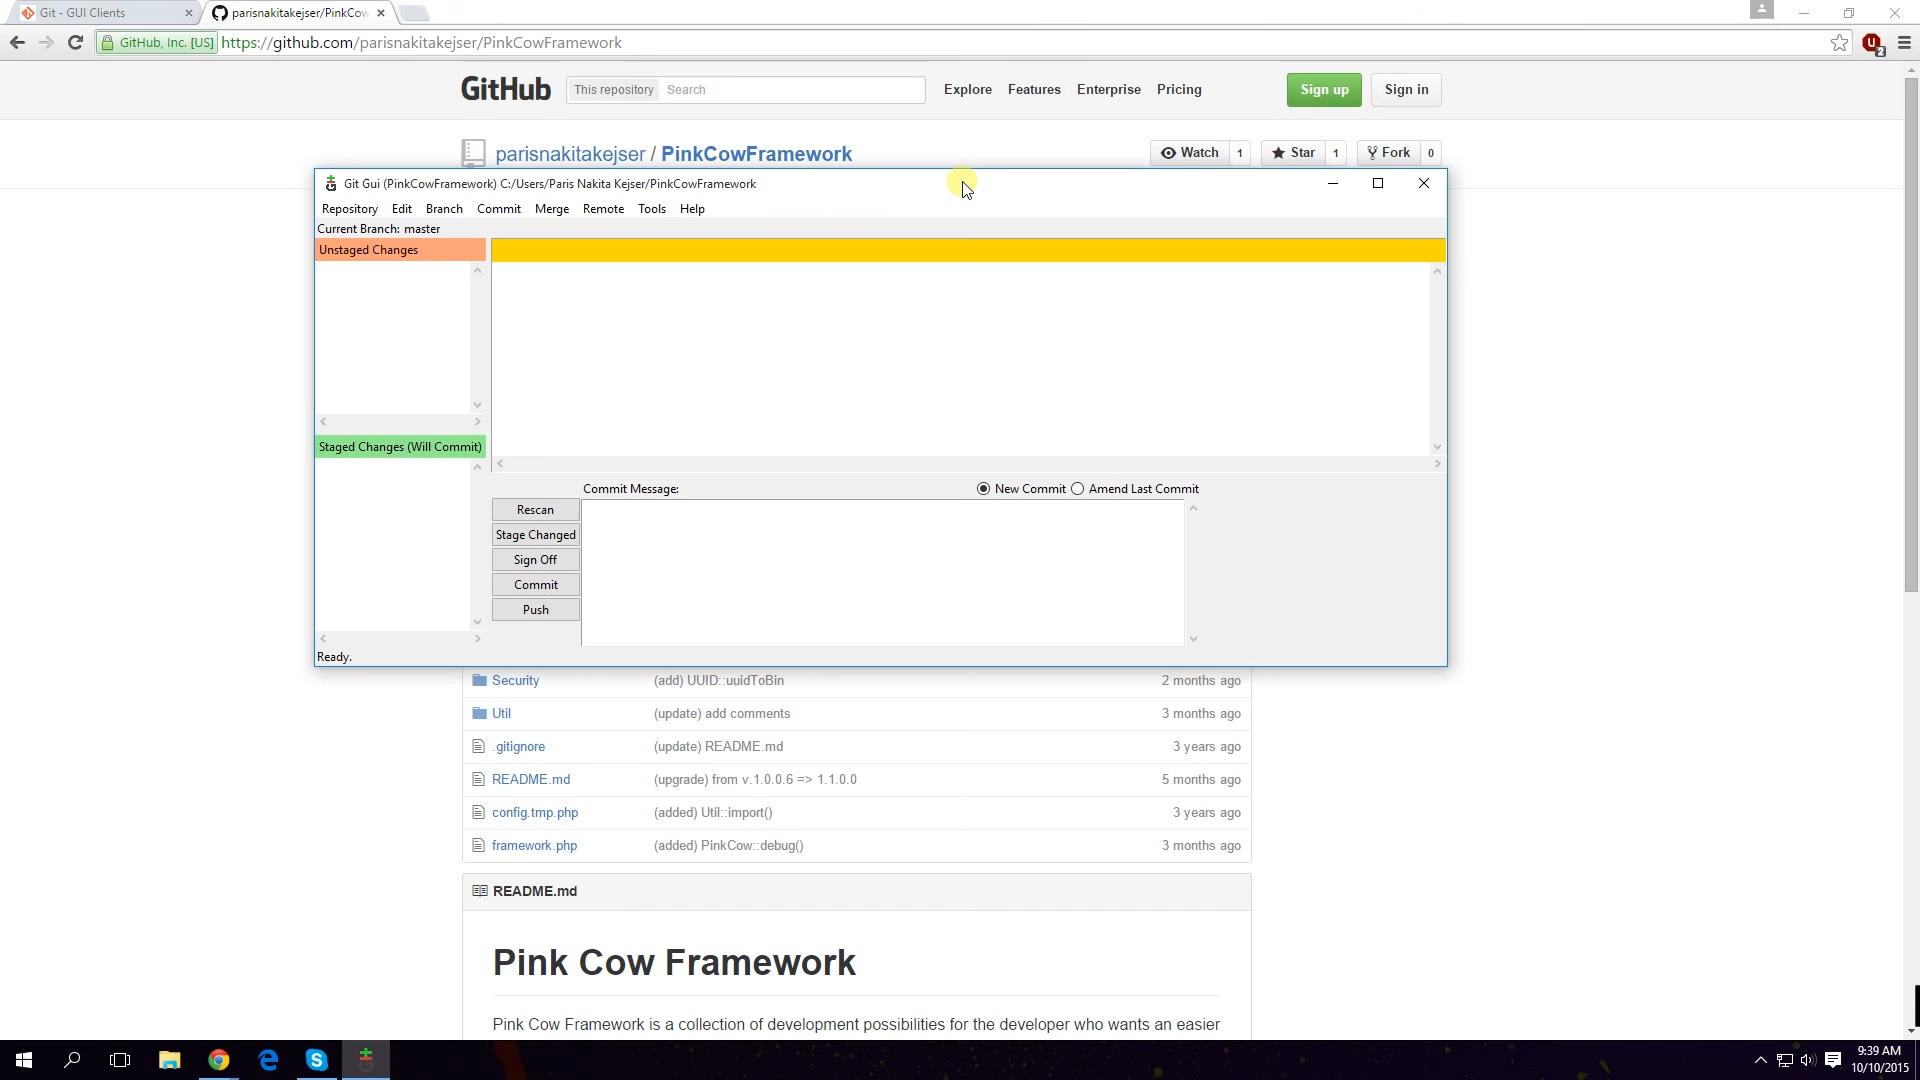 Git - GUI Clients
parisnakitakejser/PinkCow
GitHub, Inc. [US] https://github.com/parisnakitakejser/PinkCowFramework
2
GitHub This repository Search Explore Features Enterprise Pricing Sign up Sign in
parisnakitakejser / PinkCowFramework Watch 1 Star 1 Fork 0
Git Gui (PinkCowFramework) C:/Users/Paris Nakita Kejser/PinkCowFramework
Repository Edit Branch Commit Merge Remote Tools Help
Current Branch: master
Unstaged Changes
Staged Changes (Will Commit)
Commit Message: New Commit Amend Last Commit
Rescan
Stage Changed
Sign Off
Commit
Push
Ready.
Security (add) UUID::uuidToBin 2 months ago
Util (update) add comments 3 months ago
.gitignore (update) README.md 3 years ago
README.md (upgrade) from v.1.0.0.6 => 1.1.0.0 5 months ago
config.tmp.php (added) Util::import() 3 years ago
framework.php (added) PinkCow::debug() 3 months ago
README.md
Pink Cow Framework
Pink Cow Framework is a collection of development possibilities for the developer who wants an easier
9:39 AM
10/10/2015